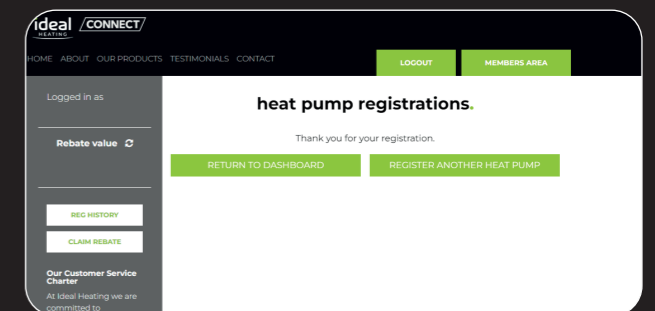 ideal /CONNECT/
HEATING
HOME ABOUT OUR PRODUCTS TESTIMONIALS CONTACT
LOGOUT
MEMBERS AREA
Logged in as
Rebate value
REG HISTORY
CLAIM REBATE
Our Customer Service
Charter
At Ideal Heating we are
committed to
heat pump registrations.
Thank you for your registration.
RETURN TO DASHBOARD
REGISTER ANOTHER HEAT PUMP